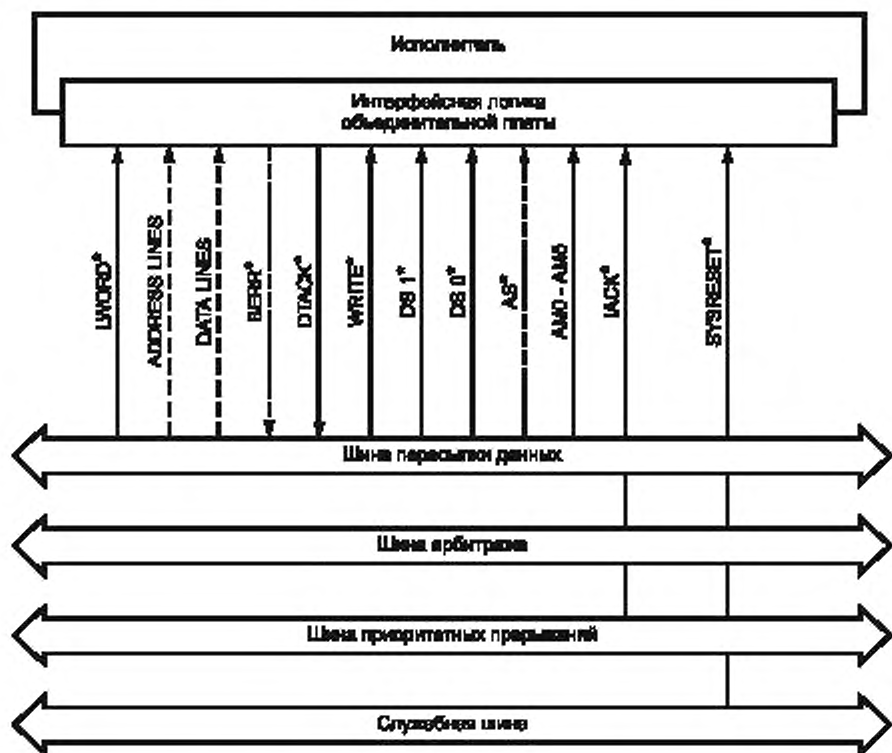 Исполнитель
Интерфейсная логика
объединительной платы
LWORD*
ADDRESS LINES
DATA LINES
BERR*
DTACK*
WRITE*
DS 1*
DS 0*
AS*
AM0 - AM5
IACK*
SYSRESET*
Шина пересылки данных
Шина арбитража
Шина приоритетных прерываний
Служебная шина